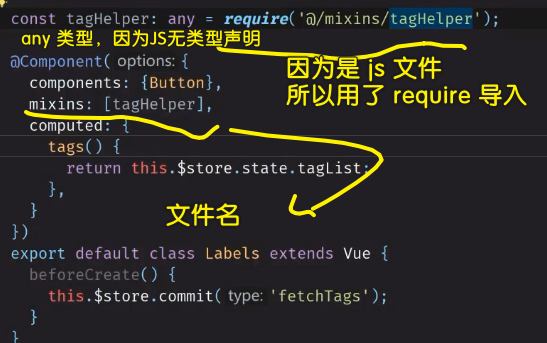 const tagHelper: any = require('@/mixins/tagHelper');
any 类型，因为JS无类型声明
@Component( options: {
因为是 js 文件
components: {Button},
所以用了 require 导入
mixins: [tagHelper],
computed: {
tags() {
return this.$store.state.tagList;
},
}
文件名
})
export default class Labels extends Vue {
beforeCreate() {
this.$store.commit( type: 'fetchTags');
}
}